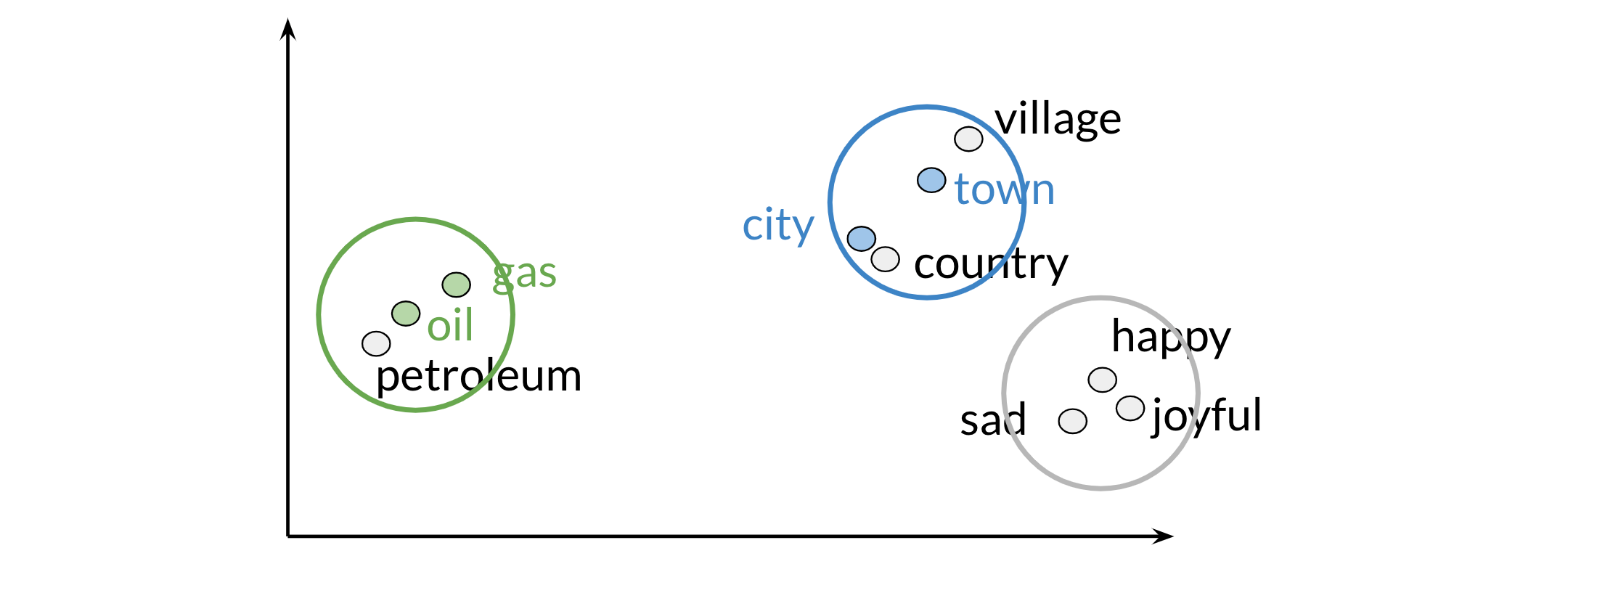 village
town
city
country
gas
oil
petroleum
happy
sad
joyful